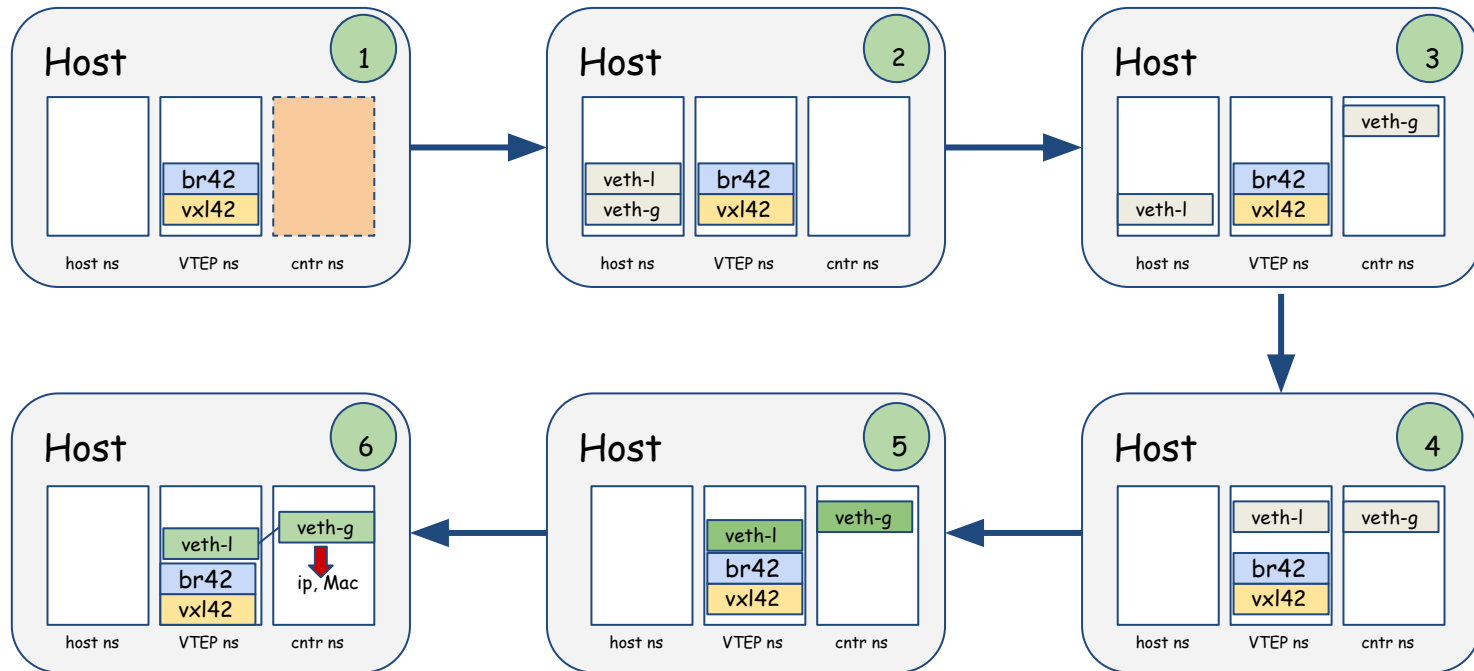 1
Host
br42
vxl42
host ns
VTEP ns
cntr ns
2
Host
veth-l
veth-g
br42
vxl42
host ns
VTEP ns
cntr ns
3
Host
veth-g
veth-l
br42
vxl42
host ns
VTEP ns
cntr ns
6
Host
veth-l
veth-g
br42
vxl42
ip, Mac
host ns
VTEP ns
cntr ns
5
Host
veth-g
veth-l
br42
vxl42
host ns
VTEP ns
cntr ns
4
Host
veth-l
veth-g
br42
vxl42
host ns
VTEP ns
cntr ns